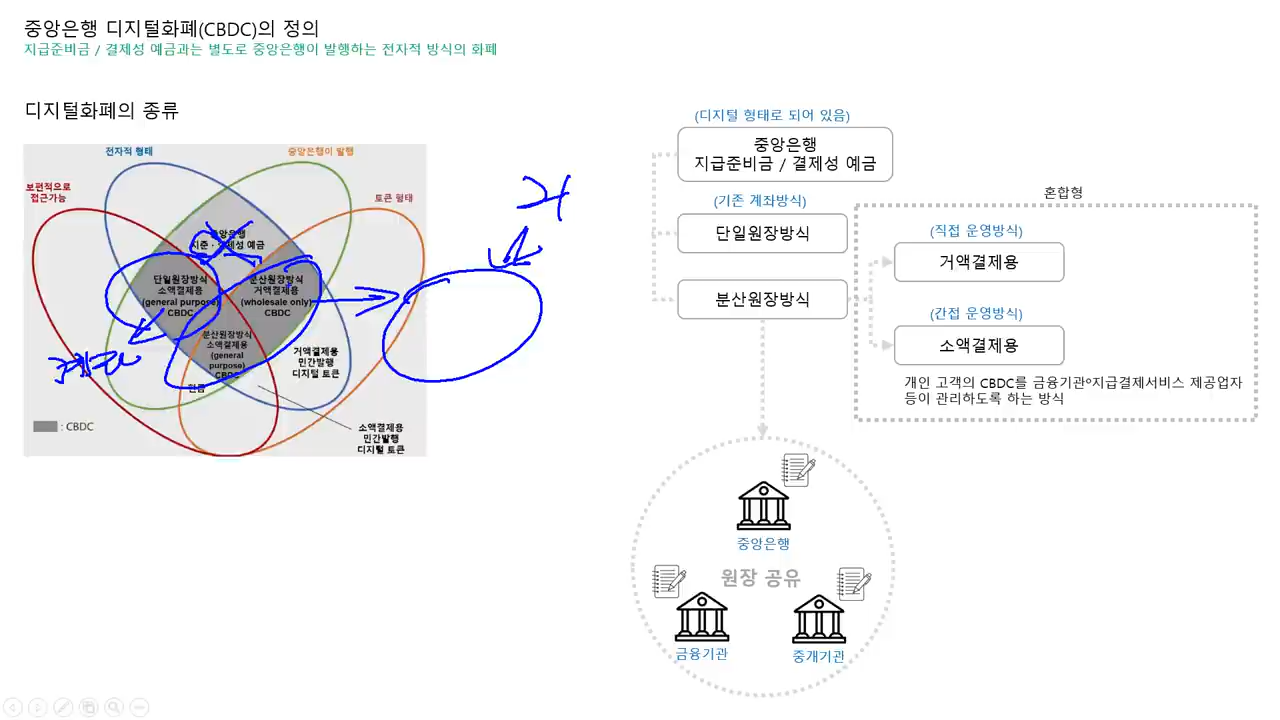 중앙은행 디지털화폐(CBDC)의 정의
지급준비금 / 결제성 예금과는 별도로 중앙은행이 발행하는 전자적 방식의 화폐
디지털화폐의 종류
전자적 형태
중앙은행이 발행
보편적으로
접근가능
토큰 형태
중앙은행
지준·결제성 예금
단일원장방식
소액결제용
(general purpose)
CBDC
분산원장방식
거액결제용
(wholesale only)
CBDC
분산원장방식
소액결제용
(general
purpose)
CBDC
거액결제용
민간발행
디지털 토큰
현금
소액결제용
민간발행
디지털 토큰
: CBDC
(디지털 형태로 되어 있음)
중앙은행
지급준비금 / 결제성 예금
(기존 계좌방식)
단일원장방식
분산원장방식
혼합형
(직접 운영방식)
거액결제용
(간접 운영방식)
소액결제용
개인 고객의 CBDC를 금융기관º지급결제서비스 제공업자
등이 관리하도록 하는 방식
중앙은행
원장 공유
금융기관
중개기관